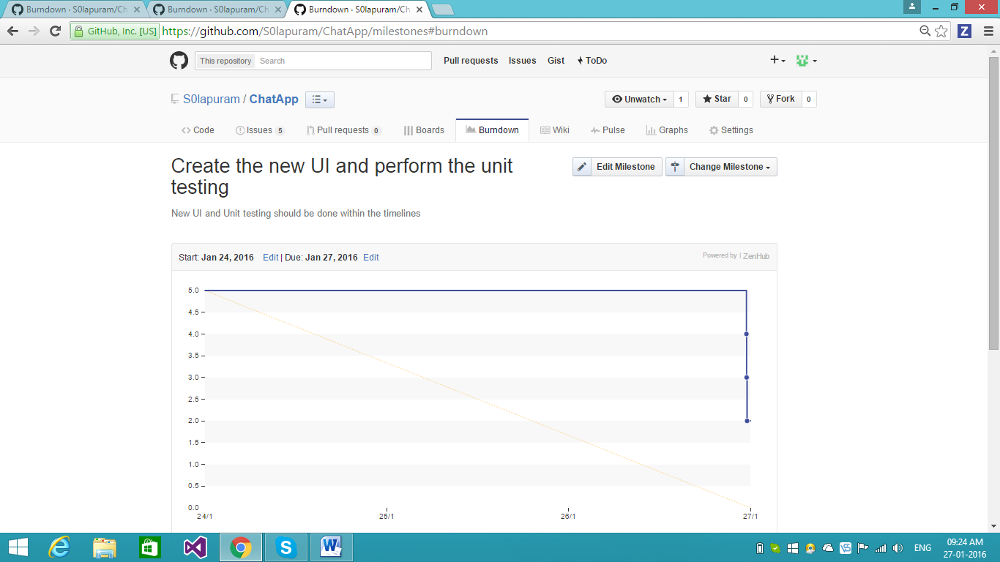 Burdown · S0lapuram/Ch
Burndown · S0lapuram/Ch
Burndown · S0lapuram/Ch
GitHub, Inc. [US] https://github.com/S0lapuram/ChatApp/milestones#burndown Z
This repository Search Pull requests Issues Gist ToDo
S0lapuram / ChatApp Unwatch 1 Star 0 Fork 0
Code Issues 5 Pull requests 0 Boards Burndown Wiki Pulse Graphs Settings
Create the new UI and perform the unit
testing
Edit Milestone Change Milestone
New UI and Unit testing should be done within the timelines
Start: Jan 24, 2016 Edit | Due: Jan 27, 2016 Edit Powered by | ZenHub
5.0
4.5
4.0
3.5
3.0
2.5
2.0
1.5
1.0
0.5
0.0
24/1 25/1 26/1 27/1
ENG 09:24 AM
27-01-2016